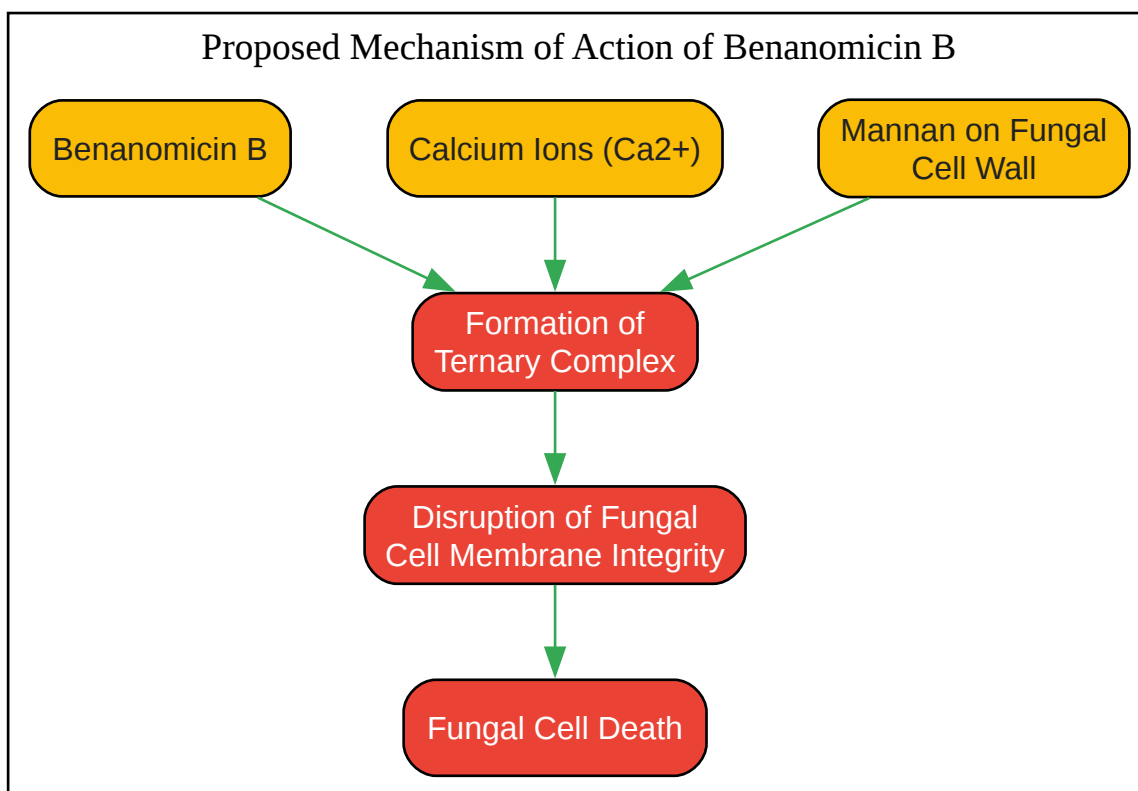 Proposed Mechanism of Action of Benanomicin B
Benanomicin B
Calcium Ions (Ca2+)
Mannan on Fungal
Cell Wall
Formation of
Ternary Complex
Disruption of Fungal
Cell Membrane Integrity
Fungal Cell Death